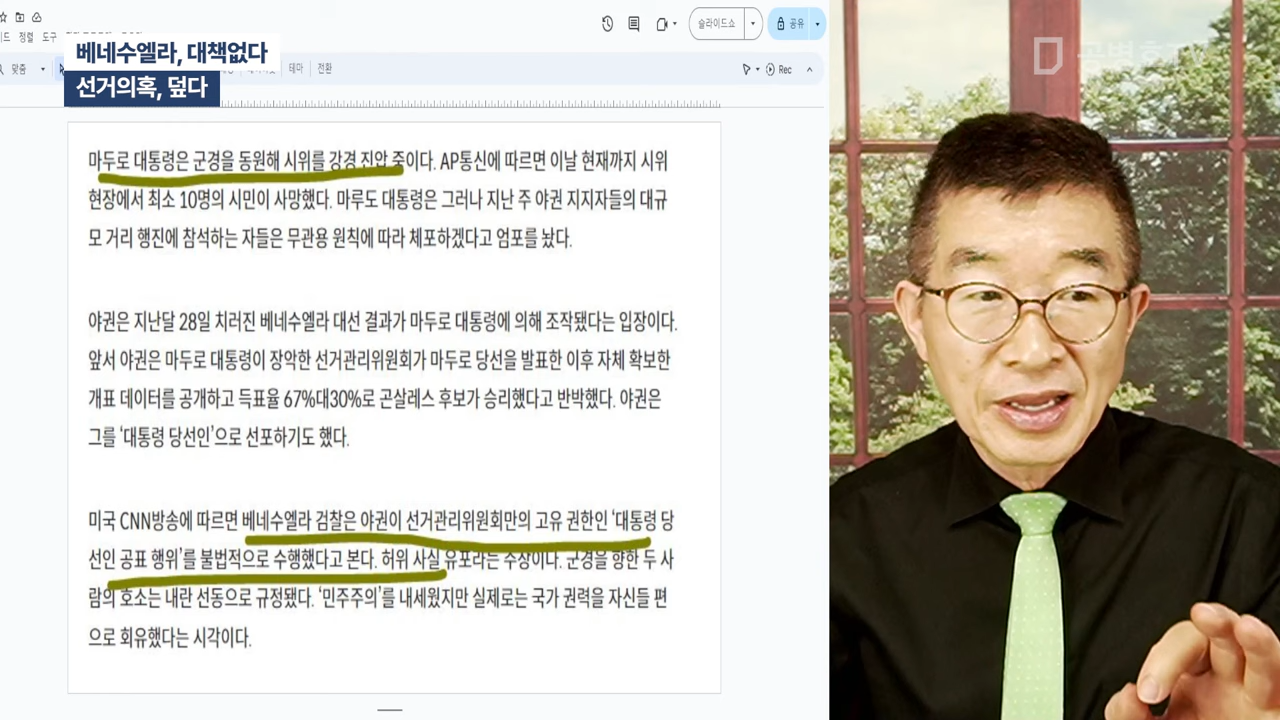 베네수엘라, 대책없다
선거의혹, 덮다
정렬 도구
맞춤
테마 전환
슬라이드쇼
공유
Rec
공병호TV
마두로 대통령은 군경을 동원해 시위를 강경 진압 중이다. AP통신에 따르면 이날 현재까지 시위
현장에서 최소 10명의 시민이 사망했다. 마루도 대통령은 그러나 지난 주 야권 지지자들의 대규
모 거리 행진에 참석하는 자들은 무관용 원칙에 따라 체포하겠다고 엄포를 놨다.
야권은 지난달 28일 치러진 베네수엘라 대선 결과가 마두로 대통령에 의해 조작됐다는 입장이다.
앞서 야권은 마두로 대통령이 장악한 선거관리위원회가 마두로 당선을 발표한 이후 자체 확보한
개표 데이터를 공개하고 득표율 67%대30%로 곤살레스 후보가 승리했다고 반박했다. 야권은
그를 ‘대통령 당선인’으로 선포하기도 했다.
미국 CNN방송에 따르면 베네수엘라 검찰은 야권이 선거관리위원회만의 고유 권한인 ‘대통령 당
선인 공표 행위’를 불법적으로 수행했다고 본다. 허위 사실 유포라는 주장이다. 군경을 향한 두 사
람의 호소는 내란 선동으로 규정됐다. ‘민주주의’를 내세웠지만 실제로는 국가 권력을 자신들 편
으로 회유했다는 시각이다.